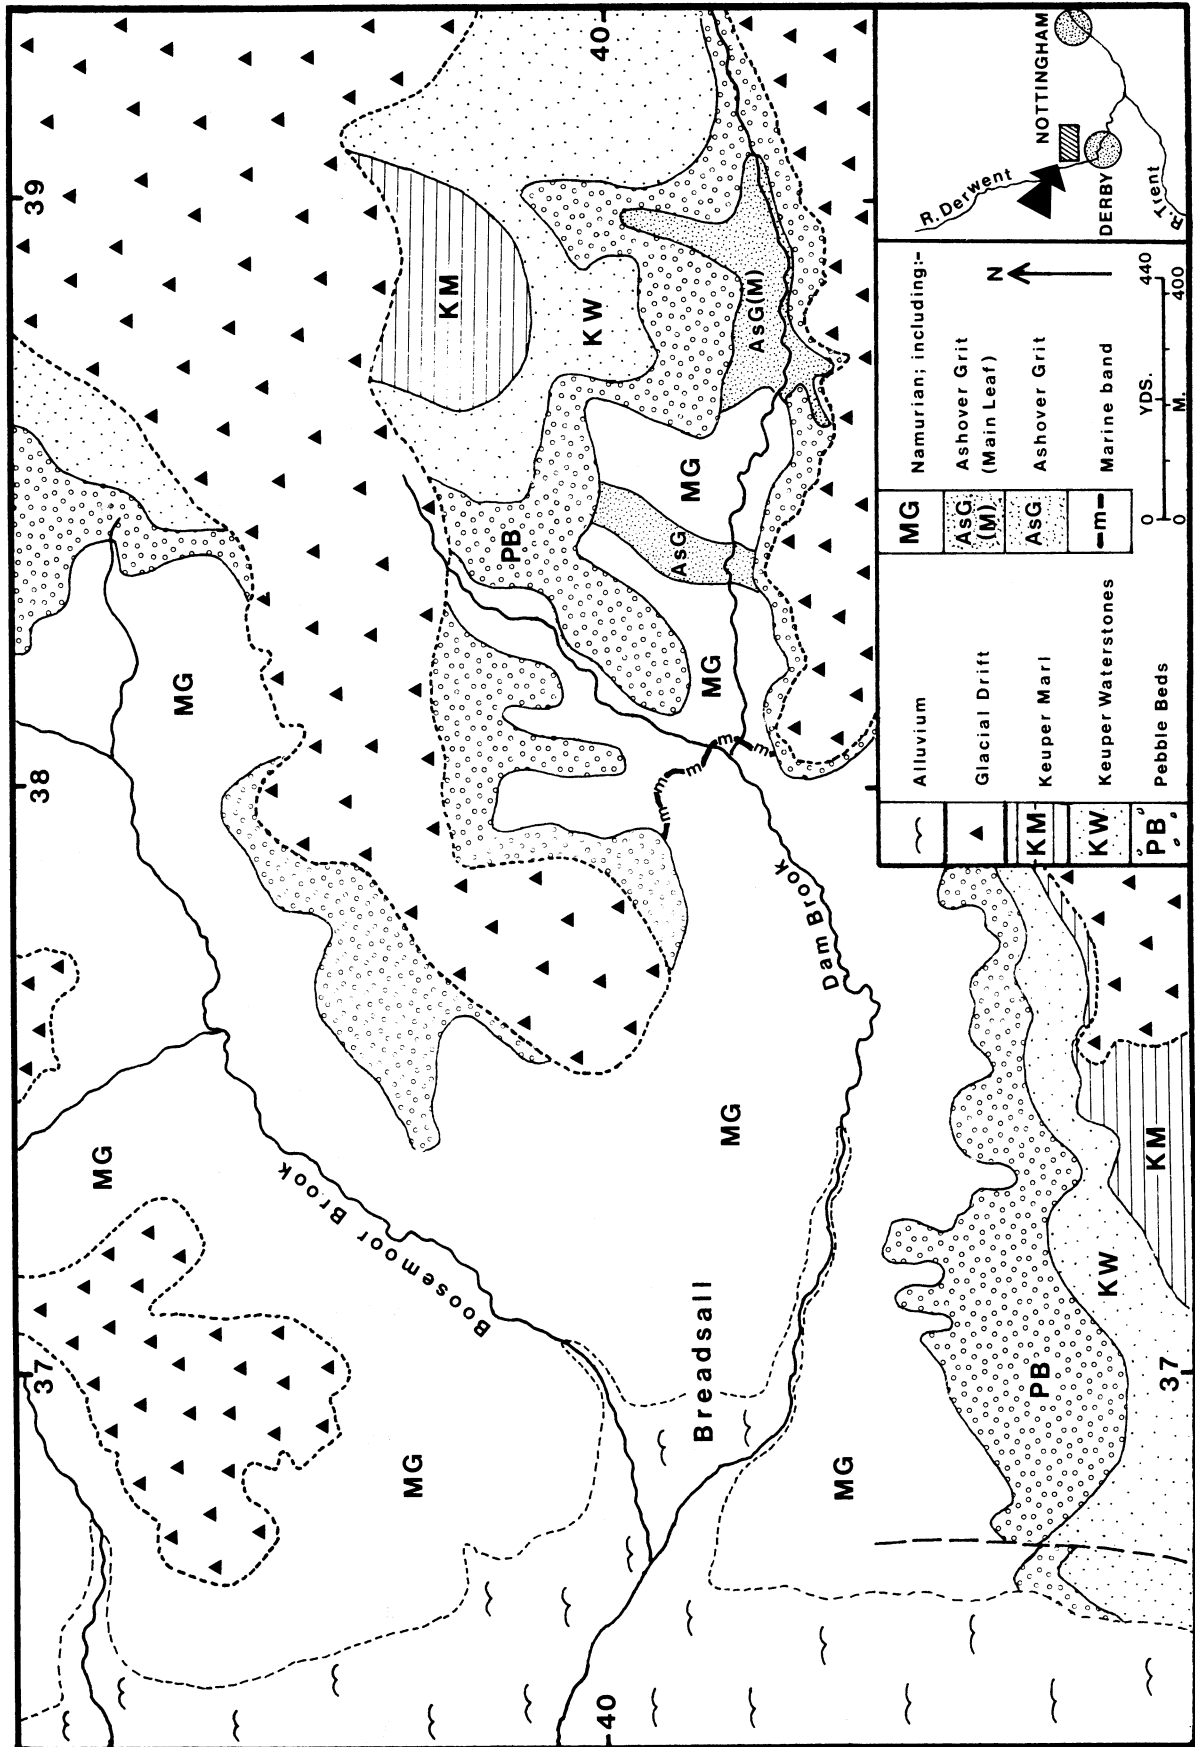 37
38
39
40
MG
MG
MG
Boosemoor Brook
Breadsall
MG
MG
Dam Brook
MG
AsG
MG
AsG(M)
PB
KW
KM
40
PB
KW
KM
37
Alluvium
▲ Glacial Drift
KM Keuper Marl
KW Keuper Waterstones
PB Pebble Beds
MG Namurian; including:-
AsG (M) Ashover Grit
(Main Leaf)
AsG Ashover Grit
-m- Marine band
m
m
m
m
N
0 YDS. 440
0 M. 400
R. Derwent
NOTTINGHAM
DERBY
R. Trent